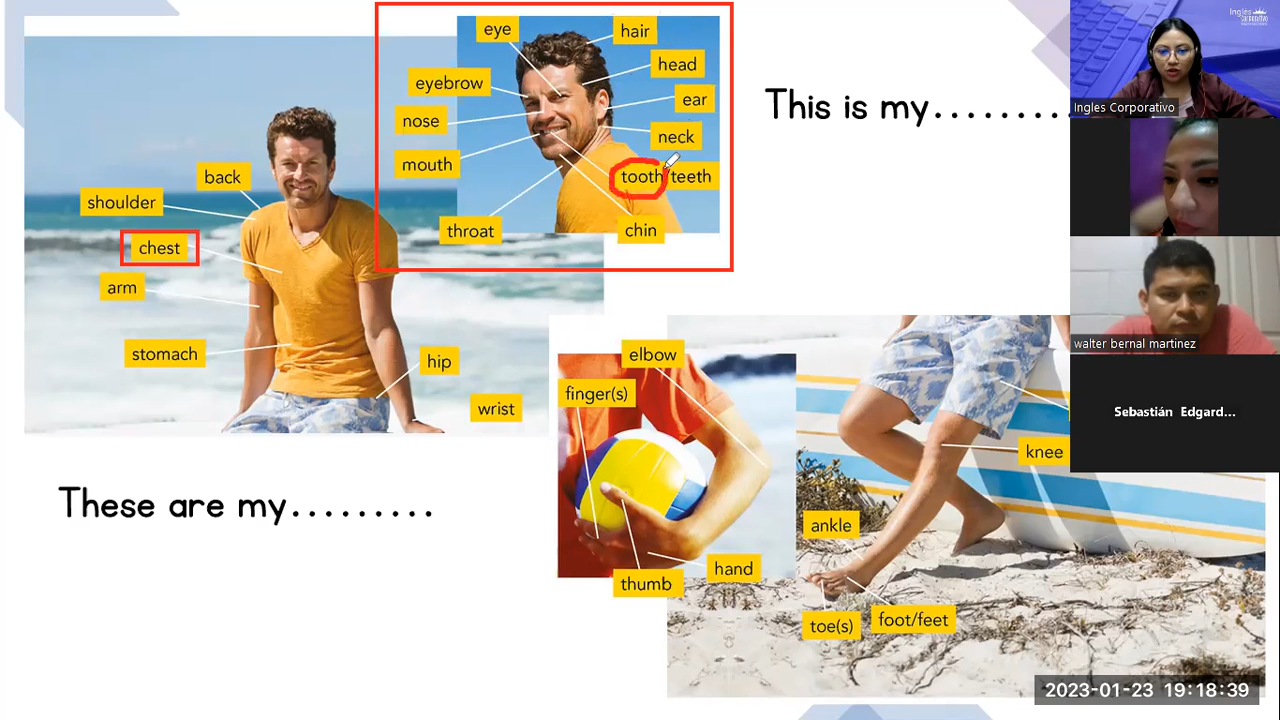 eye
hair
head
eyebrow
ear
nose
neck
mouth
tooth/teeth
throat
chin
back
shoulder
chest
arm
stomach
hip
wrist
This is my.........
These are my.........
elbow
finger(s)
thumb
hand
knee
ankle
toe(s)
foot/feet
Ingles
corporativo
Ingles Corporativo
walter bernal martinez
Sebastián Edgard...
2023-01-23 19:18:39